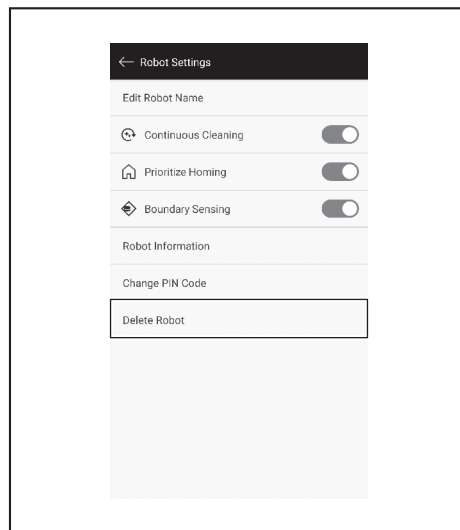 Robot Settings
Edit Robot Name
Continuous Cleaning
Prioritize Homing
Boundary Sensing
Robot Information
Change PIN Code
Delete Robot